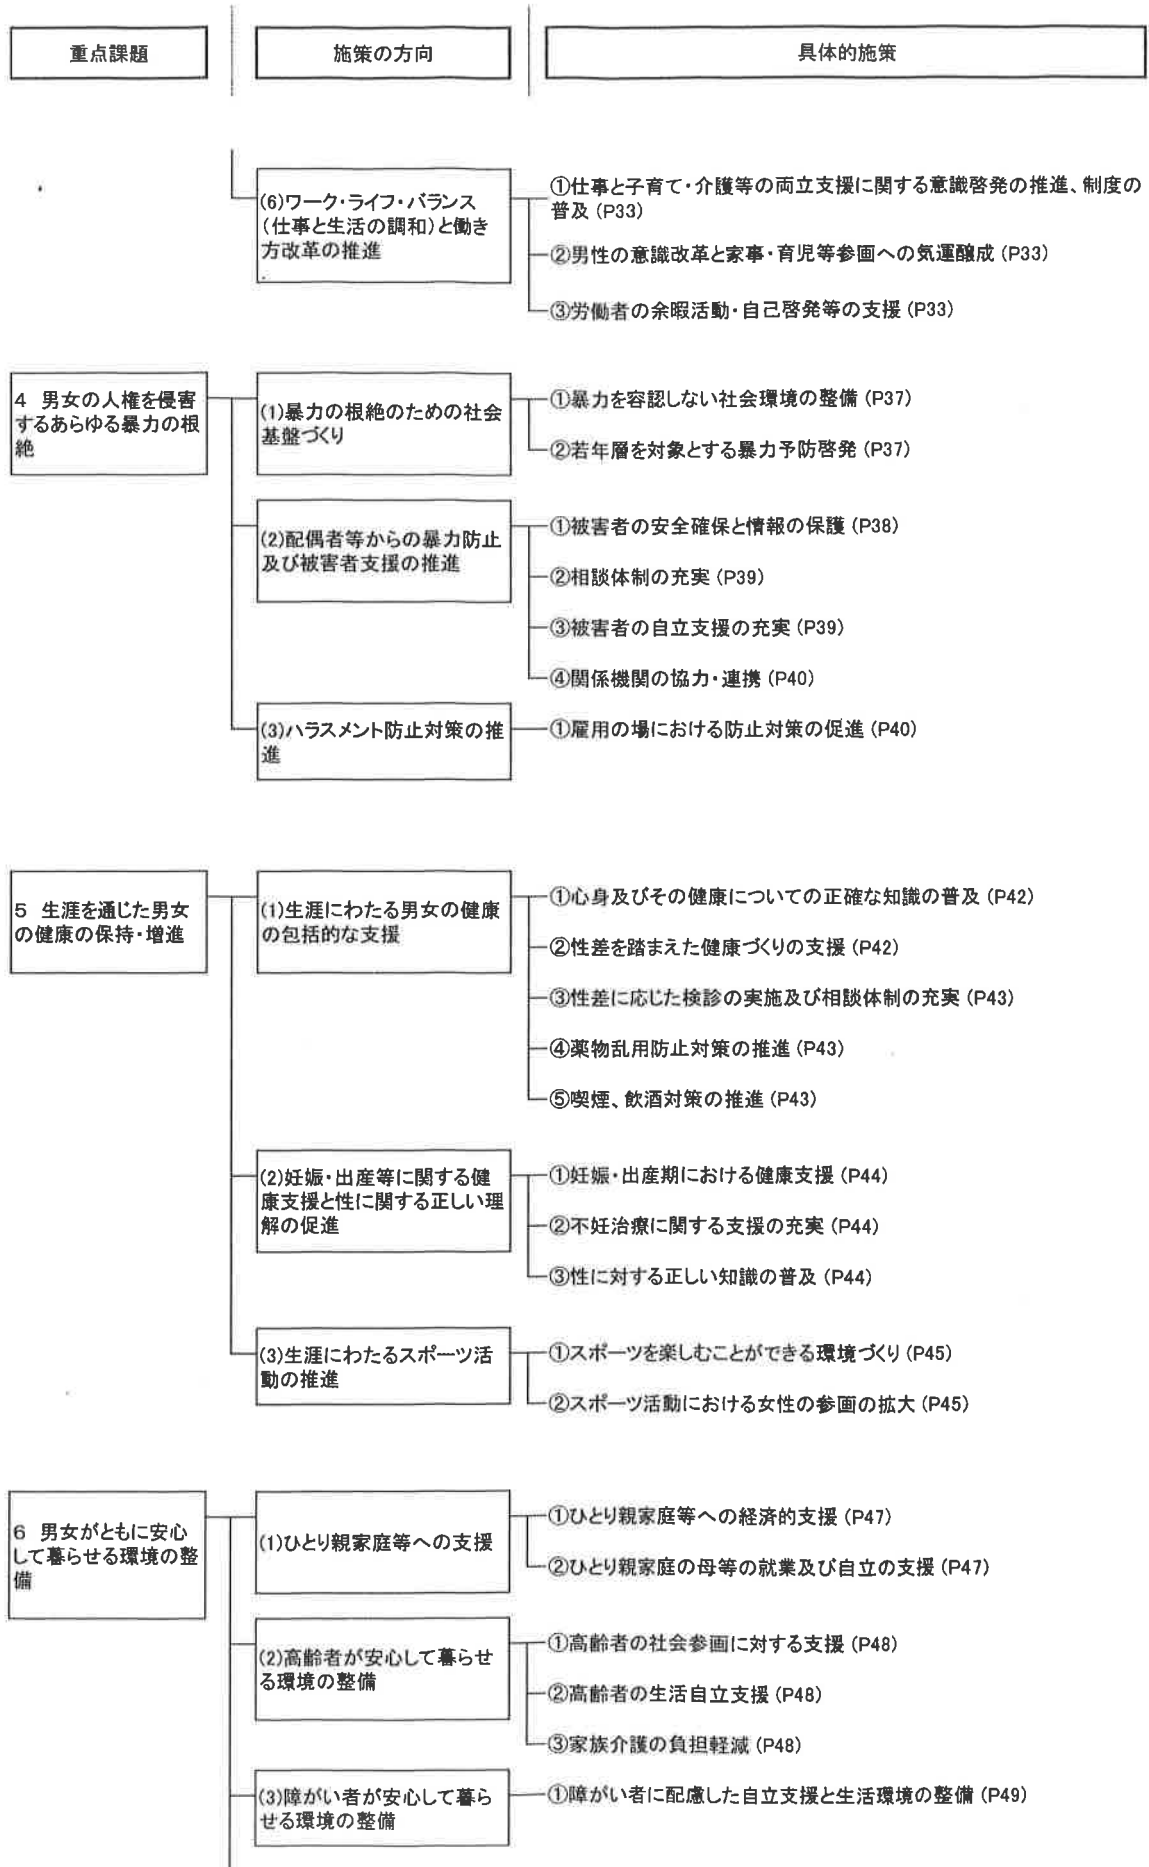 重点課題
施策の方向
具体的施策
(6)ワーク・ライフ・バランス
(仕事と生活の調和)と働き
方改革の推進
①仕事と子育て・介護等の両立支援に関する意識啓発の推進、制度の
普及(P33)
②男性の意識改革と家事・育児等参画への気運醸成(P33)
③労働者の余暇活動・自己啓発等の支援(P33)
4 男女の人権を侵害
するあらゆる暴力の根
絶
(1)暴力の根絶のための社会
基盤づくり
①暴力を容認しない社会環境の整備(P37)
②若年層を対象とする暴力予防啓発(P37)
(2)配偶者等からの暴力防止
及び被害者支援の推進
①被害者の安全確保と情報の保護(P38)
②相談体制の充実(P39)
③被害者の自立支援の充実(P39)
④関係機関の協力・連携(P40)
(3)ハラスメント防止対策の推
進
①雇用の場における防止対策の促進(P40)
5 生涯を通じた男女
の健康の保持・増進
(1)生涯にわたる男女の健康
の包括的な支援
①心身及びその健康についての正確な知識の普及(P42)
②性差を踏まえた健康づくりの支援(P42)
③性差に応じた検診の実施及び相談体制の充実(P43)
④薬物乱用防止対策の推進(P43)
⑤喫煙、飲酒対策の推進(P43)
(2)妊娠・出産等に関する健
康支援と性に関する正しい理
解の促進
①妊娠・出産期における健康支援(P44)
②不妊治療に関する支援の充実(P44)
③性に対する正しい知識の普及(P44)
(3)生涯にわたるスポーツ活
動の推進
①スポーツを楽しむことができる環境づくり(P45)
②スポーツ活動における女性の参画の拡大(P45)
6 男女がともに安心
して暮らせる環境の整
備
(1)ひとり親家庭等への支援
①ひとり親家庭等への経済的支援(P47)
②ひとり親家庭の母等の就業及び自立の支援(P47)
(2)高齢者が安心して暮らせ
る環境の整備
①高齢者の社会参画に対する支援(P48)
②高齢者の生活自立支援(P48)
③家族介護の負担軽減(P48)
(3)障がい者が安心して暮ら
せる環境の整備
①障がい者に配慮した自立支援と生活環境の整備(P49)